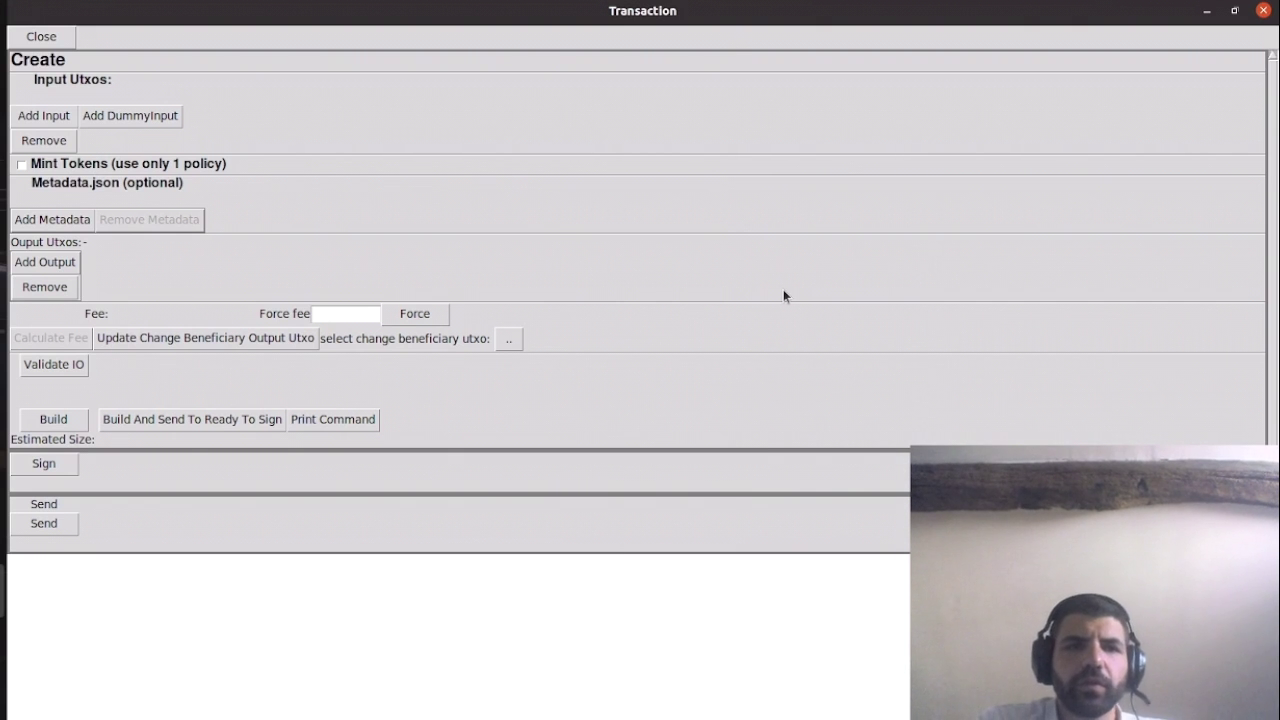 Transaction
Close
Create
Input Utxos:
Add Input Add DummyInput
Remove
Mint Tokens (use only 1 policy)
Metadata.json (optional)
Add Metadata Remove Metadata
Ouput Utxos:-
Add Output
Remove
Fee: Force fee Force
Calculate Fee Update Change Beneficiary Output Utxo select change beneficiary utxo: ..
Validate IO
Build Build And Send To Ready To Sign Print Command
Estimated Size:
Sign
Send
Send